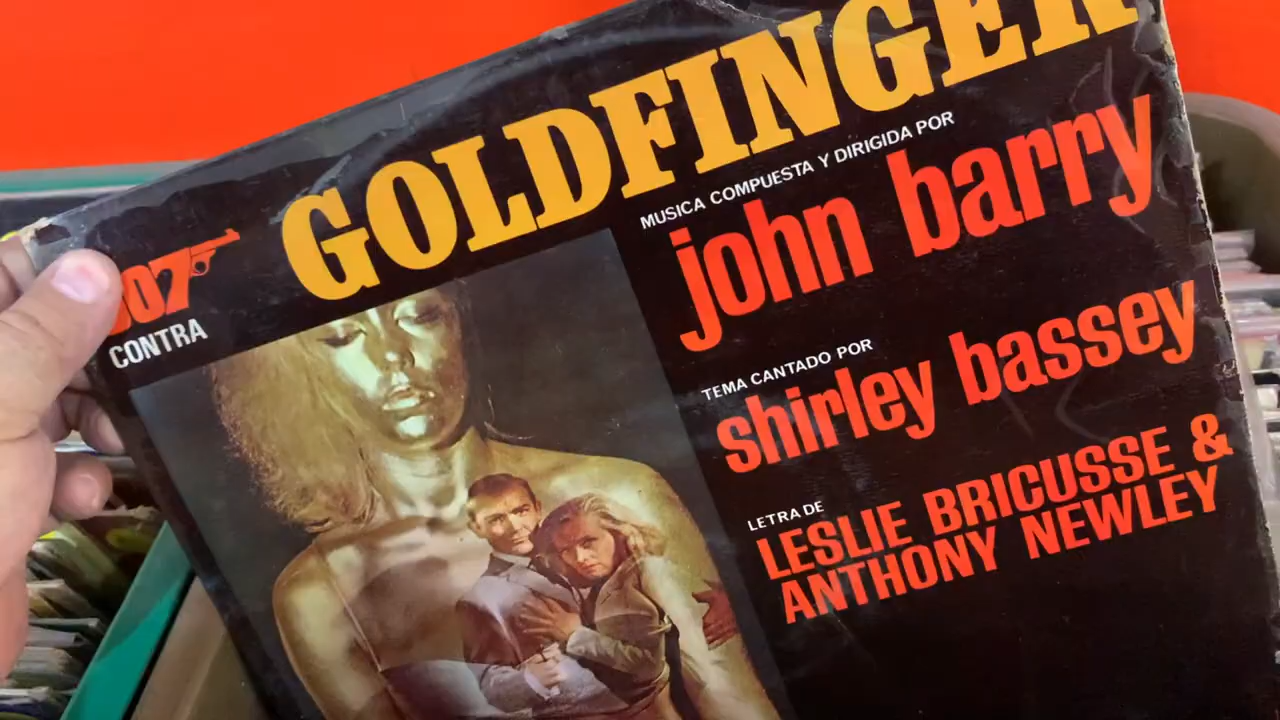 GOLDFINGER
007
CONTRA
MUSICA COMPUESTA Y DIRIGIDA POR
john barry
TEMA CANTADO POR
shirley bassey
LETRA DE
LESLIE BRICUSSE &
ANTHONY NEWLEY